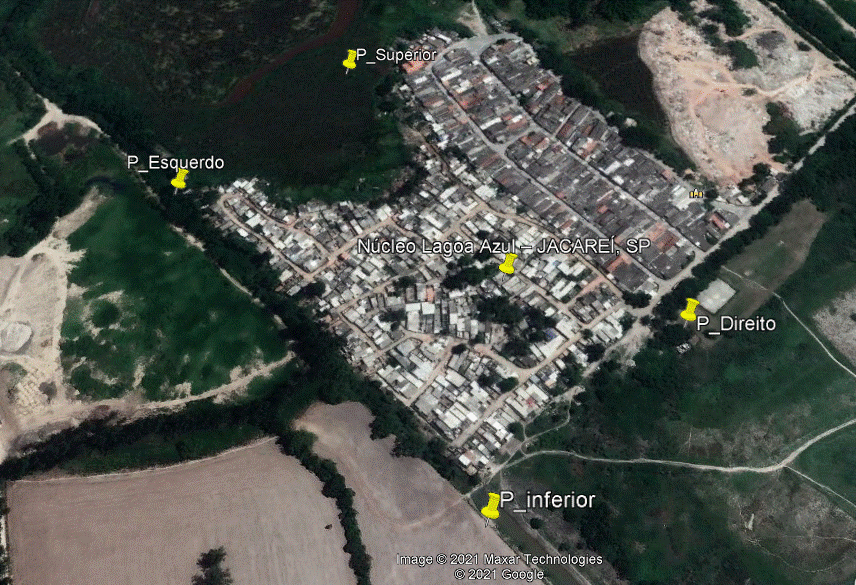 P_Superior
P_Esquerdo
Núcleo Lagoa Azul – JACAREÍ, SP
P_Direito
P_inferior
Image © 2021 Maxar Technologies
© 2021 Google